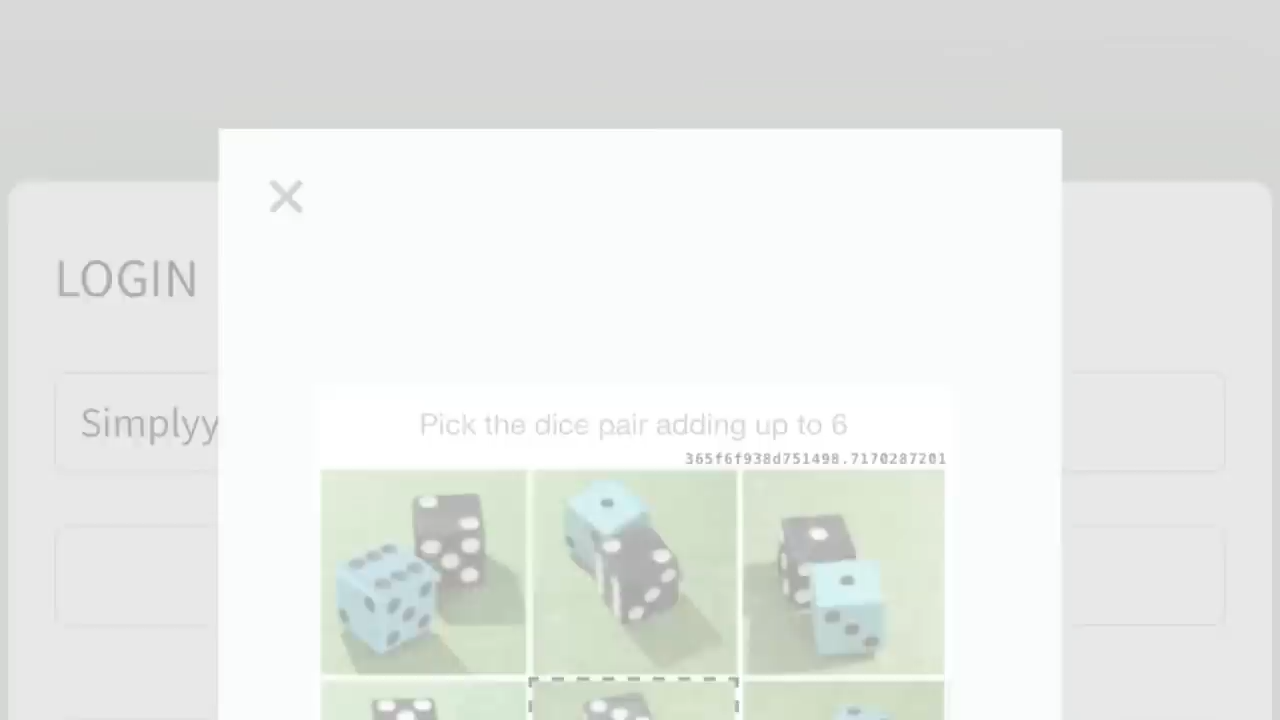 LOGIN
Simplyy
Pick the dice pair adding up to 6
365f6f938d751498.7170287201